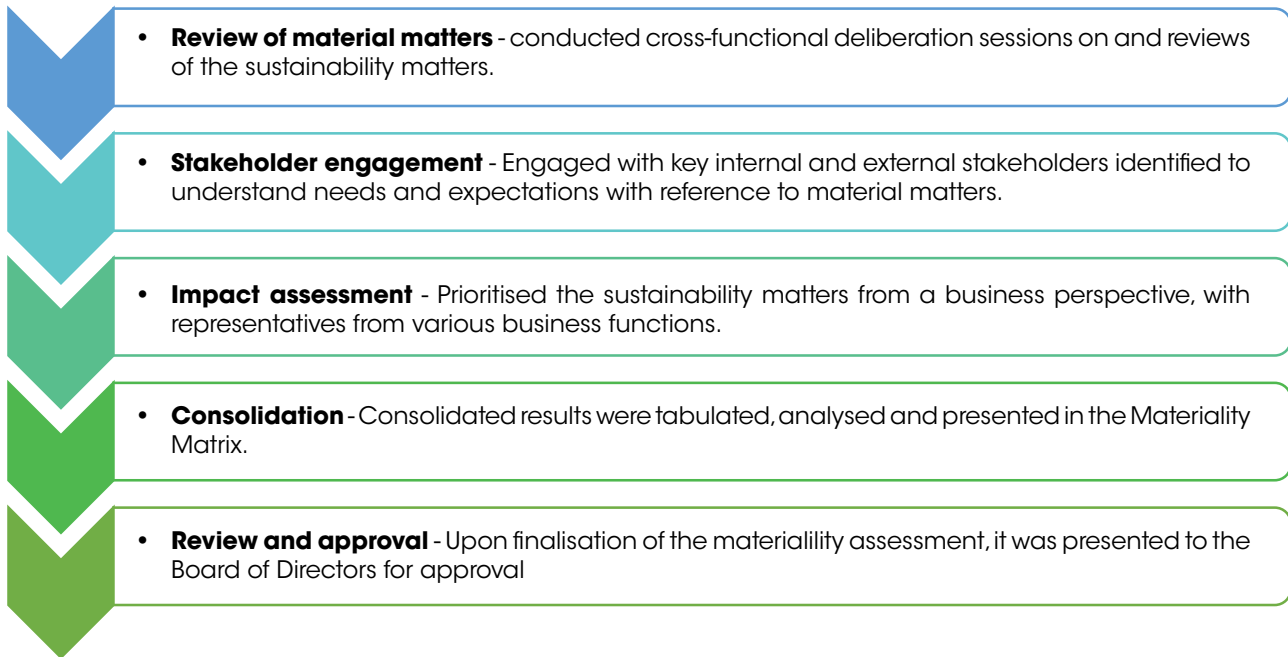 • Review of material matters - conducted cross-functional deliberation sessions on and reviews
of the sustainability matters.
• Stakeholder engagement - Engaged with key internal and external stakeholders identified to
understand needs and expectations with reference to material matters.
• Impact assessment - Prioritised the sustainability matters from a business perspective, with
representatives from various business functions.
• Consolidation - Consolidated results were tabulated, analysed and presented in the Materiality
Matrix.
• Review and approval - Upon finalisation of the materialility assessment, it was presented to the
Board of Directors for approval